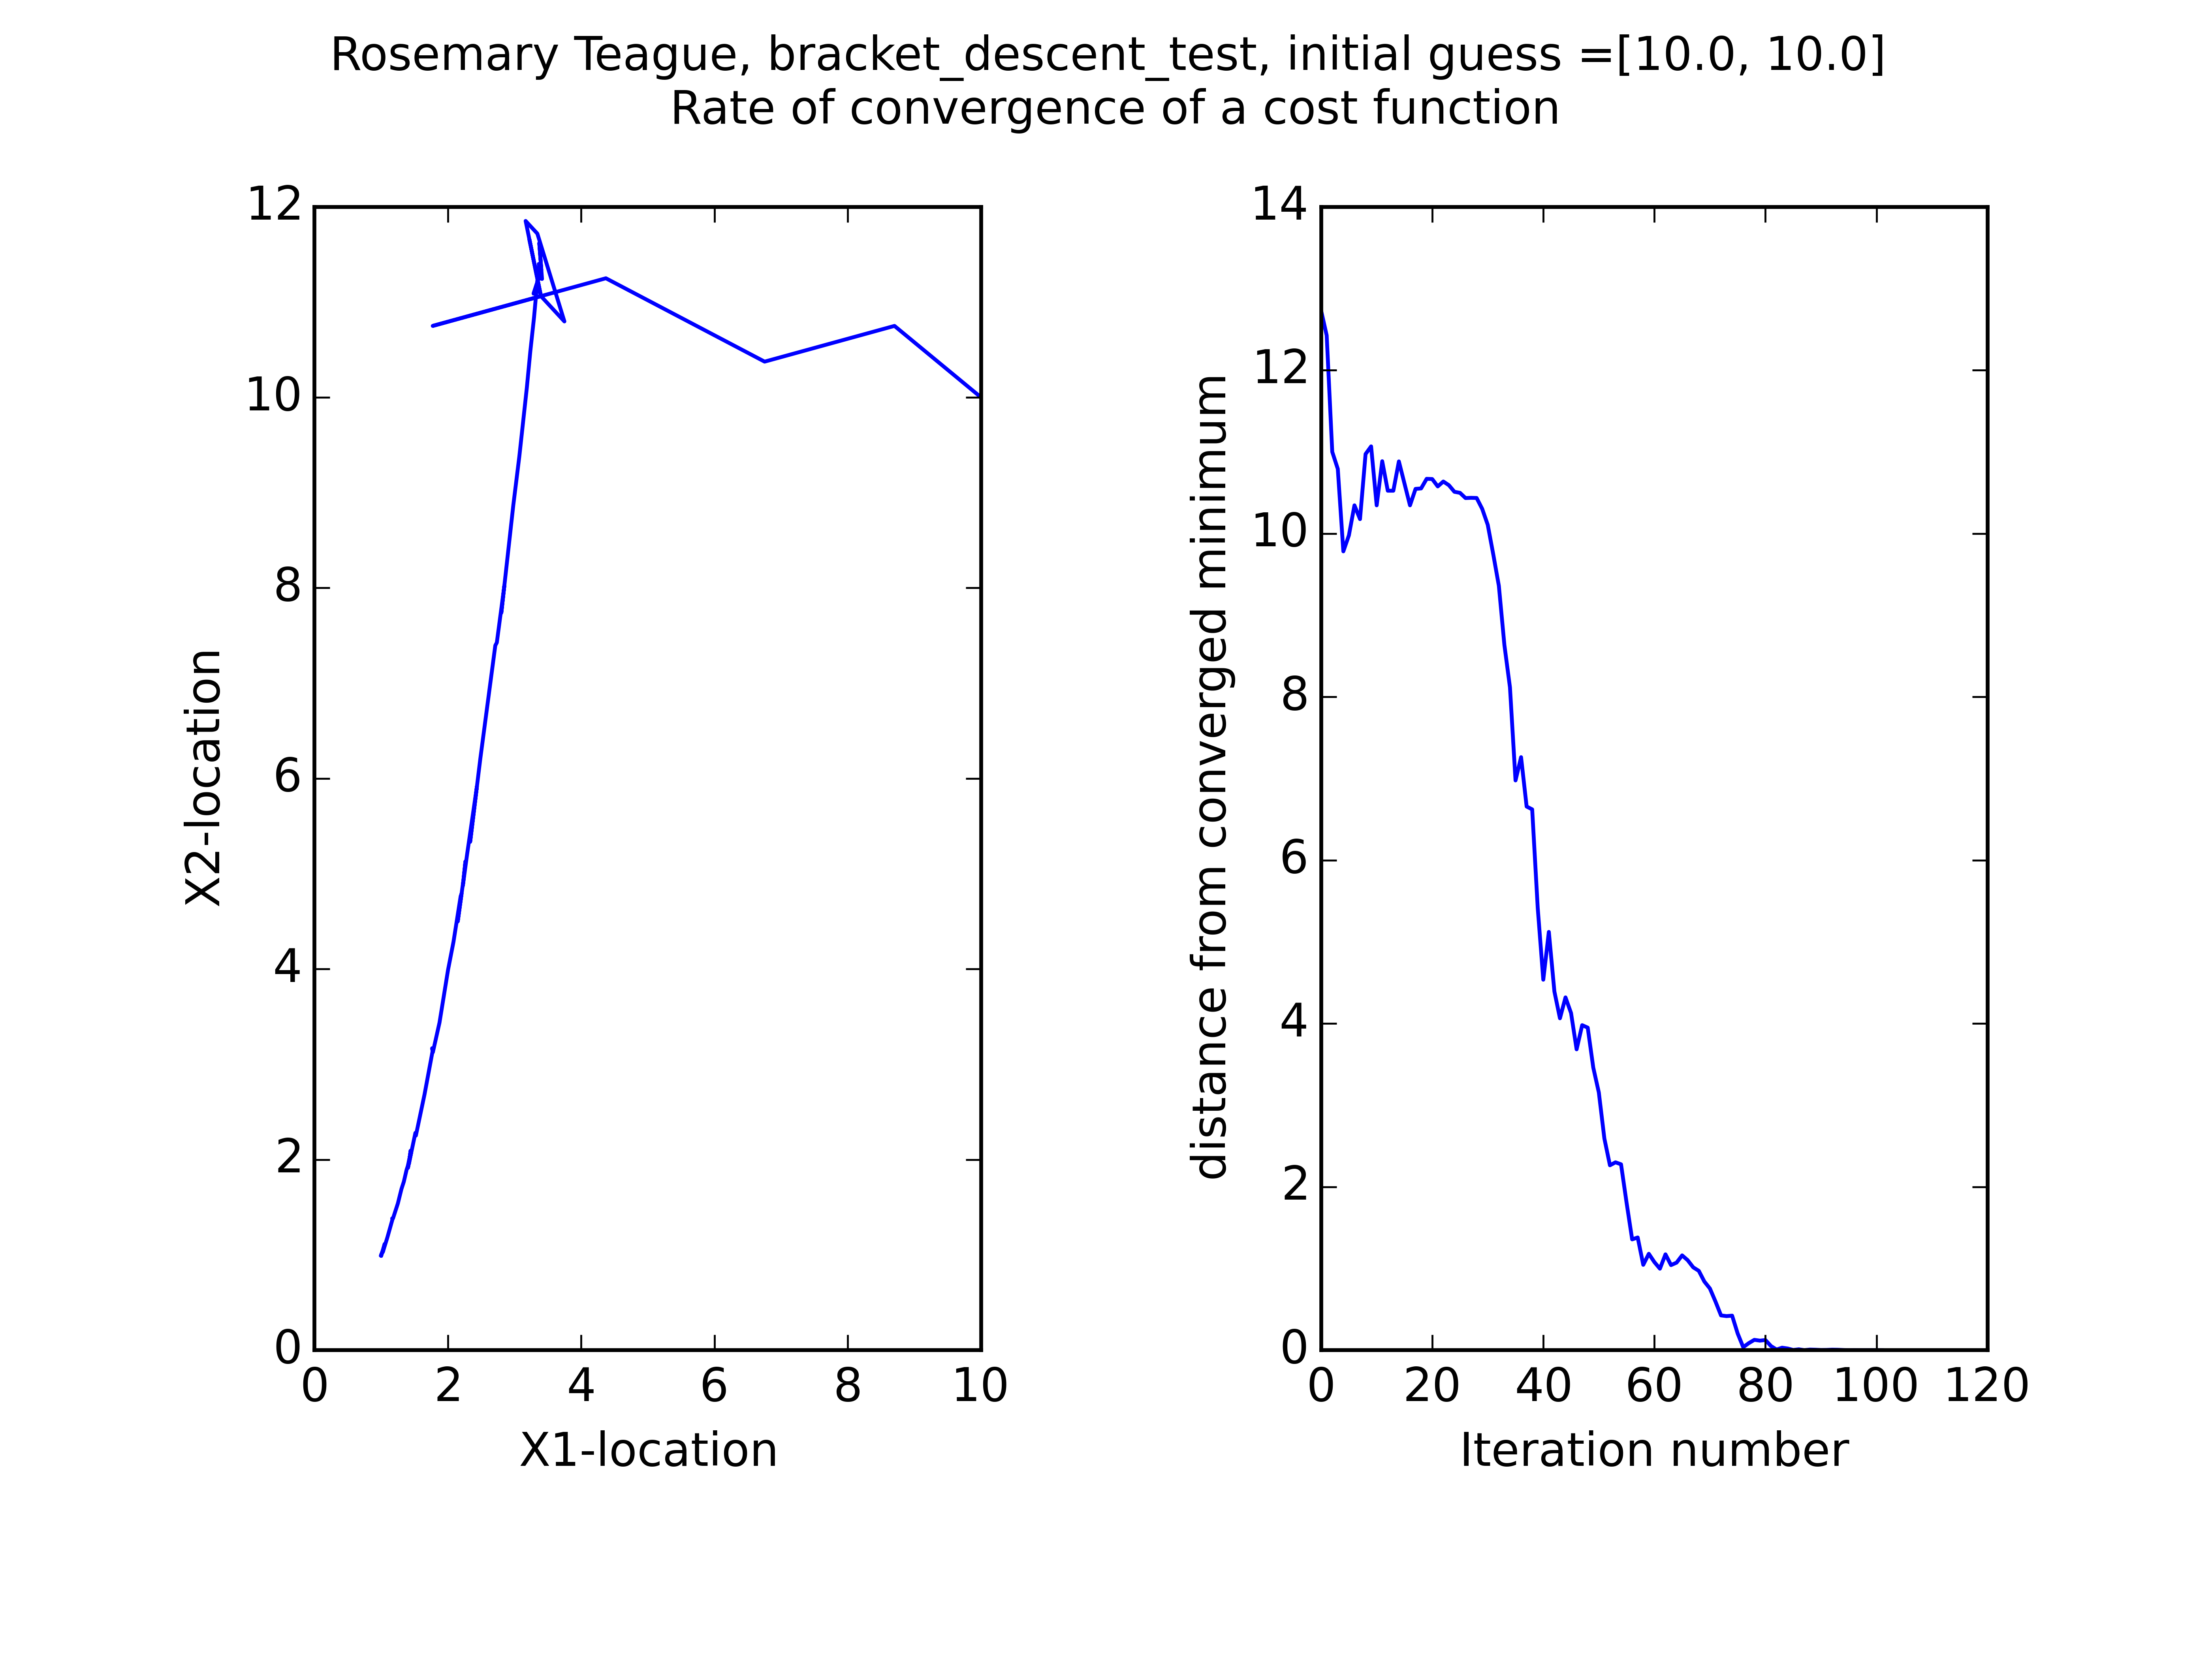 Rosemary Teague, bracket_descent_test, initial guess =[10.0, 10.0]
Rate of convergence of a cost function
12
10
8
6
4
2
0
X2-location
0 2 4 6 8 10
X1-location
14
12
10
8
6
4
2
0
distance from converged minimum
0 20 40 60 80 100 120
Iteration number